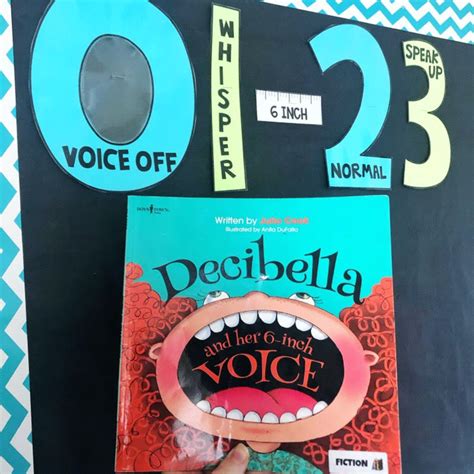 0
VOICE OFF
1
WHISPER
6 INCH
2
NORMAL
3
SPEAK
UP
Written by Julia Cook
Illustrated by Anita DuFalla
Decibella
and her 6-inch
VOICE
FICTION